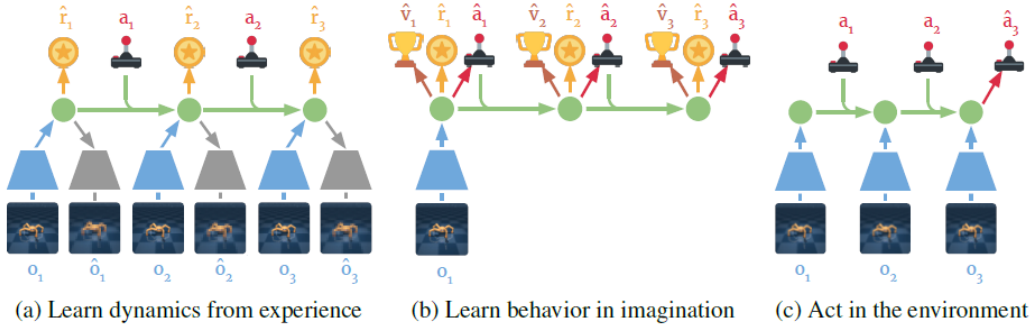 r̂₁ a₁ r̂₂ a₂ r̂₃
v̂₁ r̂₁ â₁ v̂₂ r̂₂ â₂ v̂₃ r̂₃ â₃
a₁ a₂ â₃
o₁ ô₁ o₂ ô₂ o₃ ô₃
o₁
o₁ o₂ o₃
(a) Learn dynamics from experience
(b) Learn behavior in imagination
(c) Act in the environment